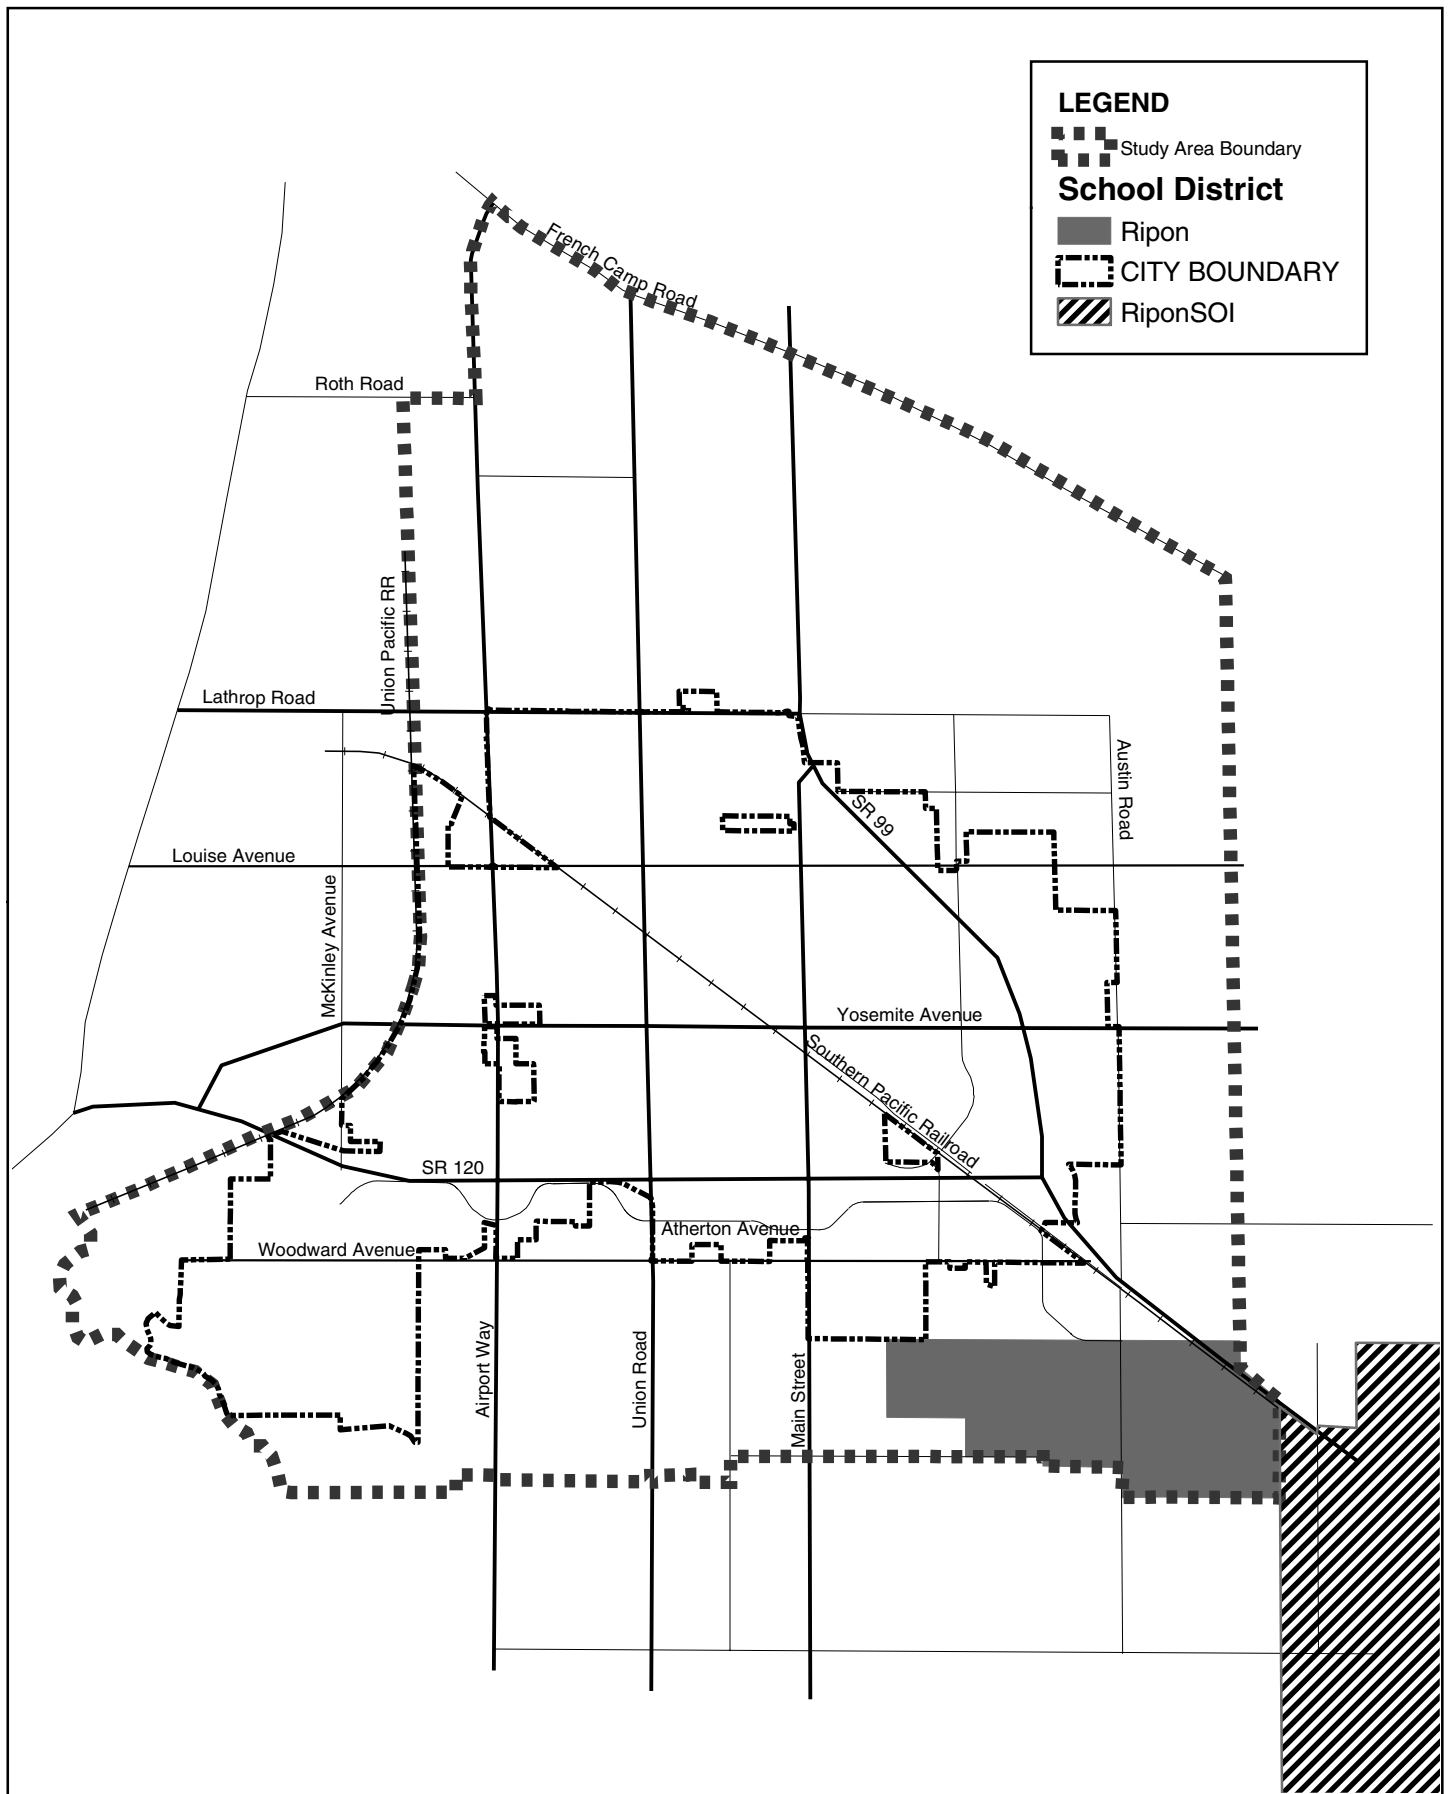 LEGEND
Study Area Boundary
School District
Ripon
CITY BOUNDARY
RiponSOI
French Camp Road
Roth Road
Union Pacific RR
Lathrop Road
Austin Road
SR 99
Louise Avenue
McKinley Avenue
Yosemite Avenue
Southern Pacific Railroad
SR 120
Atherton Avenue
Woodward Avenue
Airport Way
Union Road
Main Street